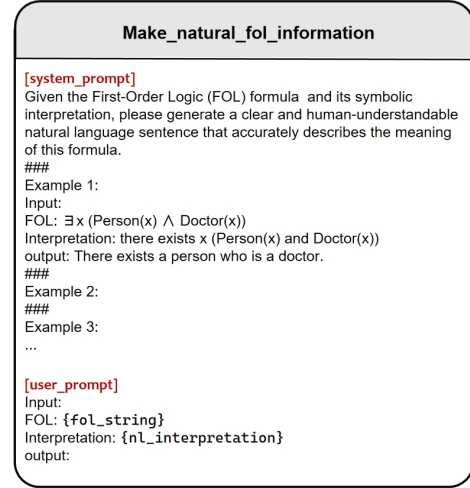 Make_natural_fol_information
[system_prompt]
Given the First-Order Logic (FOL) formula and its symbolic
interpretation, please generate a clear and human-understandable
natural language sentence that accurately describes the meaning
of this formula.
###
Example 1:
Input:
FOL: ∃x (Person(x) ∧ Doctor(x))
Interpretation: there exists x (Person(x) and Doctor(x))
output: There exists a person who is a doctor.
###
Example 2:
###
Example 3:
...
[user_prompt]
Input:
FOL: {fol_string}
Interpretation: {nl_interpretation}
output: